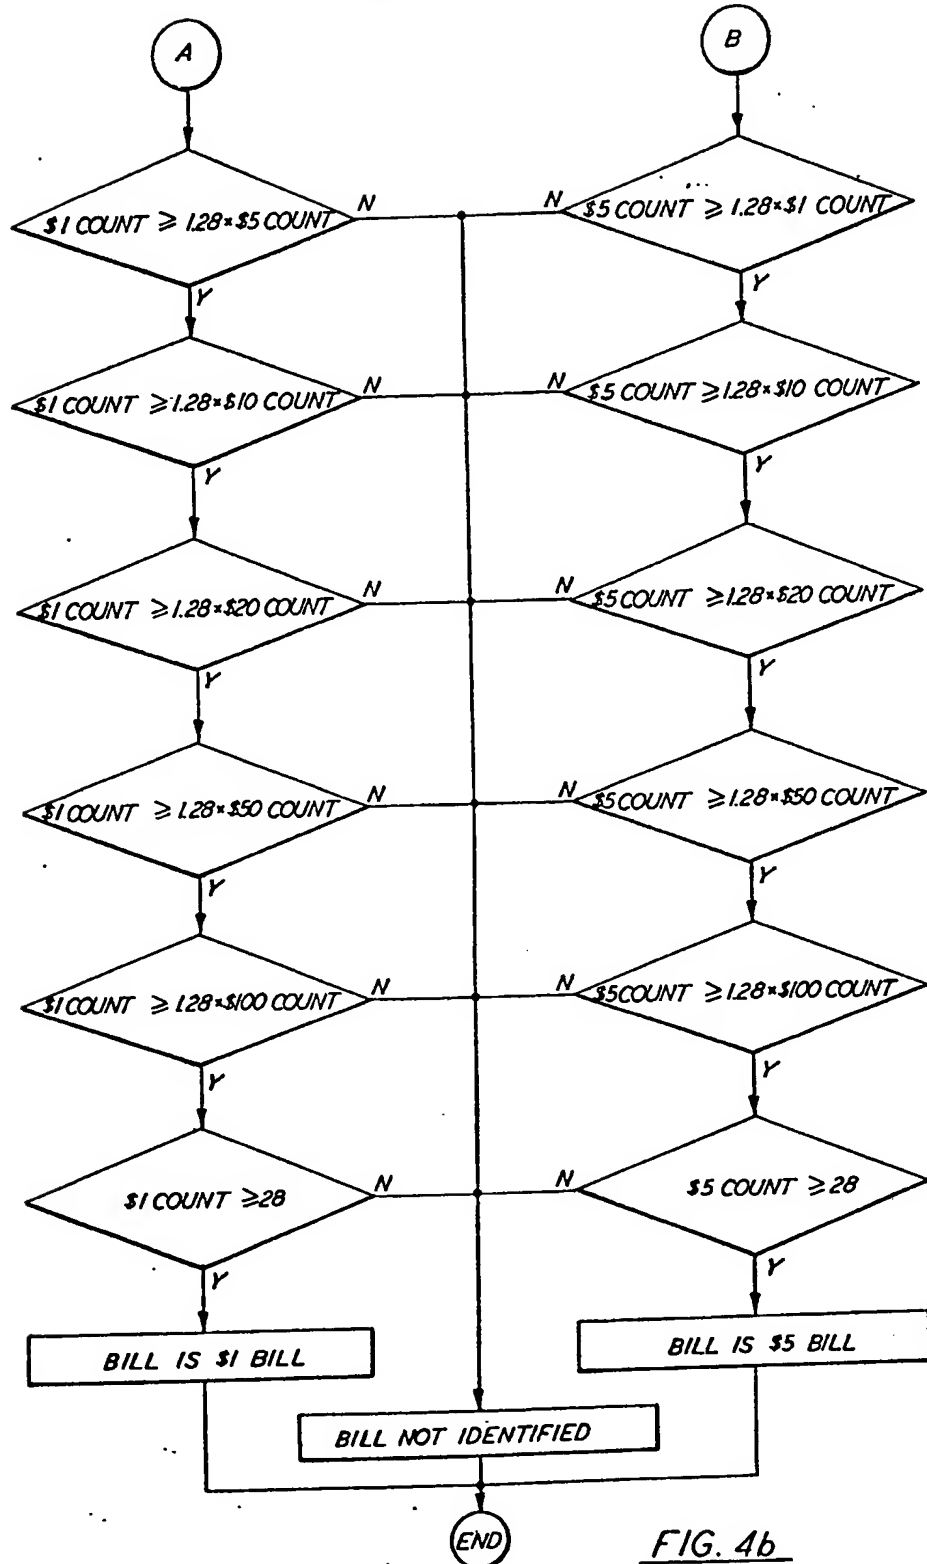 A
B
$1 COUNT ≥ 1.28×$5 COUNT
N
N
$5 COUNT ≥ 1.28×$1 COUNT
Y
Y
$1 COUNT ≥ 1.28×$10 COUNT
N
N
$5 COUNT ≥ 1.28×$10 COUNT
Y
Y
$1 COUNT ≥ 1.28×$20 COUNT
N
N
$5 COUNT ≥ 1.28×$20 COUNT
Y
Y
$1 COUNT ≥ 1.28×$50 COUNT
N
N
$5 COUNT ≥ 1.28×$50 COUNT
Y
Y
$1 COUNT ≥ 1.28×$100 COUNT
N
N
$5 COUNT ≥ 1.28×$100 COUNT
Y
Y
$1 COUNT ≥28
N
N
$5 COUNT ≥28
Y
Y
BILL IS $1 BILL
BILL IS $5 BILL
BILL NOT IDENTIFIED
END
FIG. 4b